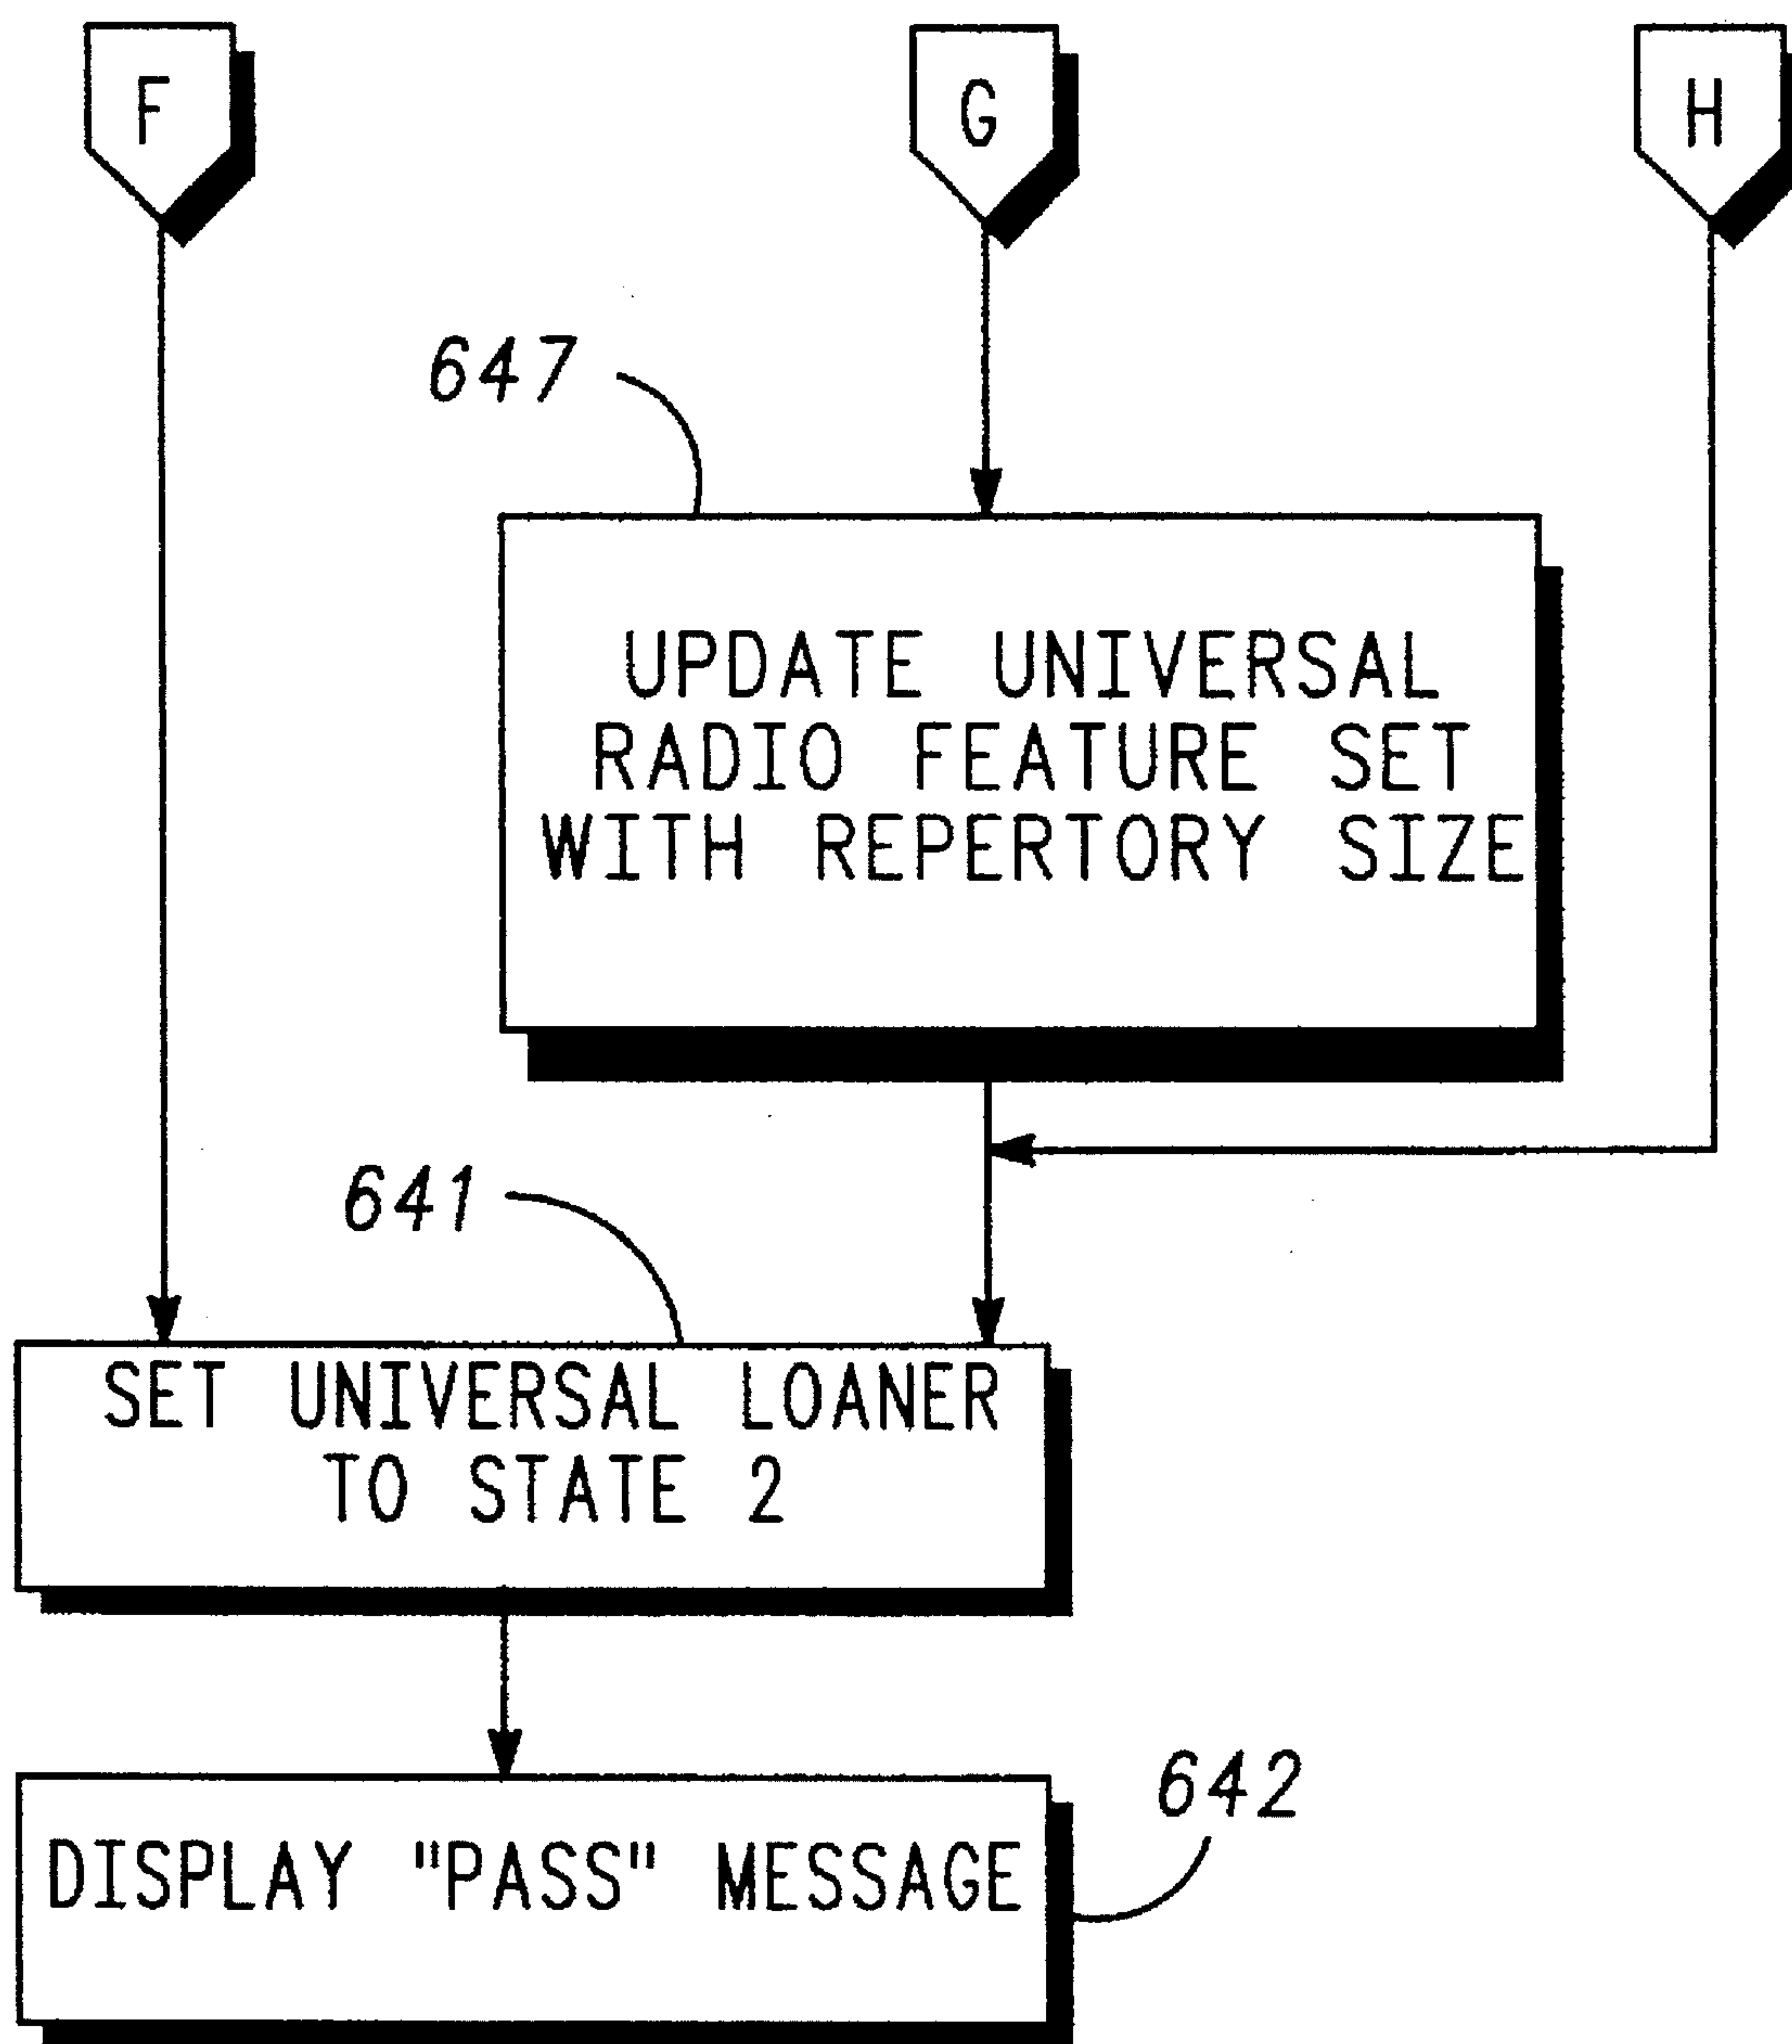 F
G
H
647
UPDATE UNIVERSAL
RADIO FEATURE SET
WITH REPERTORY SIZE
641
SET UNIVERSAL LOANER
TO STATE 2
DISPLAY "PASS" MESSAGE
642